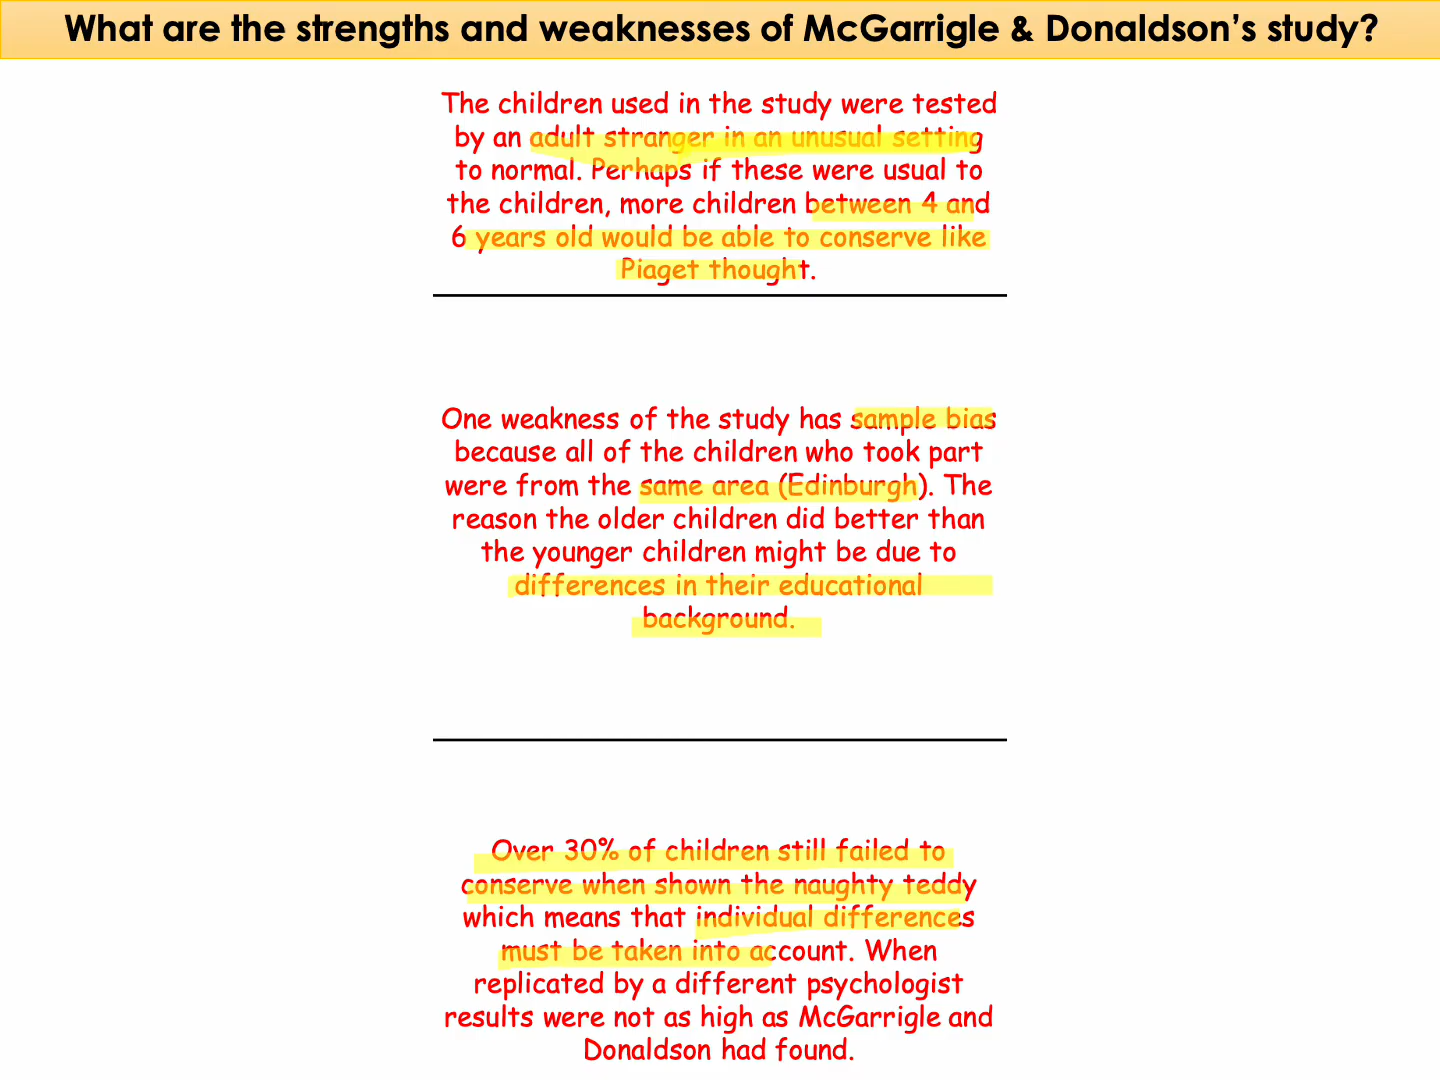 What are the strengths and weaknesses of McGarrigle & Donaldson’s study?
The children used in the study were tested
by an adult stranger in an unusual setting
to normal. Perhaps if these were usual to
the children, more children between 4 and
6 years old would be able to conserve like
Piaget thought.
One weakness of the study has sample bias
because all of the children who took part
were from the same area (Edinburgh). The
reason the older children did better than
the younger children might be due to
differences in their educational
background.
Over 30% of children still failed to
conserve when shown the naughty teddy
which means that individual differences
must be taken into account. When
replicated by a different psychologist
results were not as high as McGarrigle and
Donaldson had found.